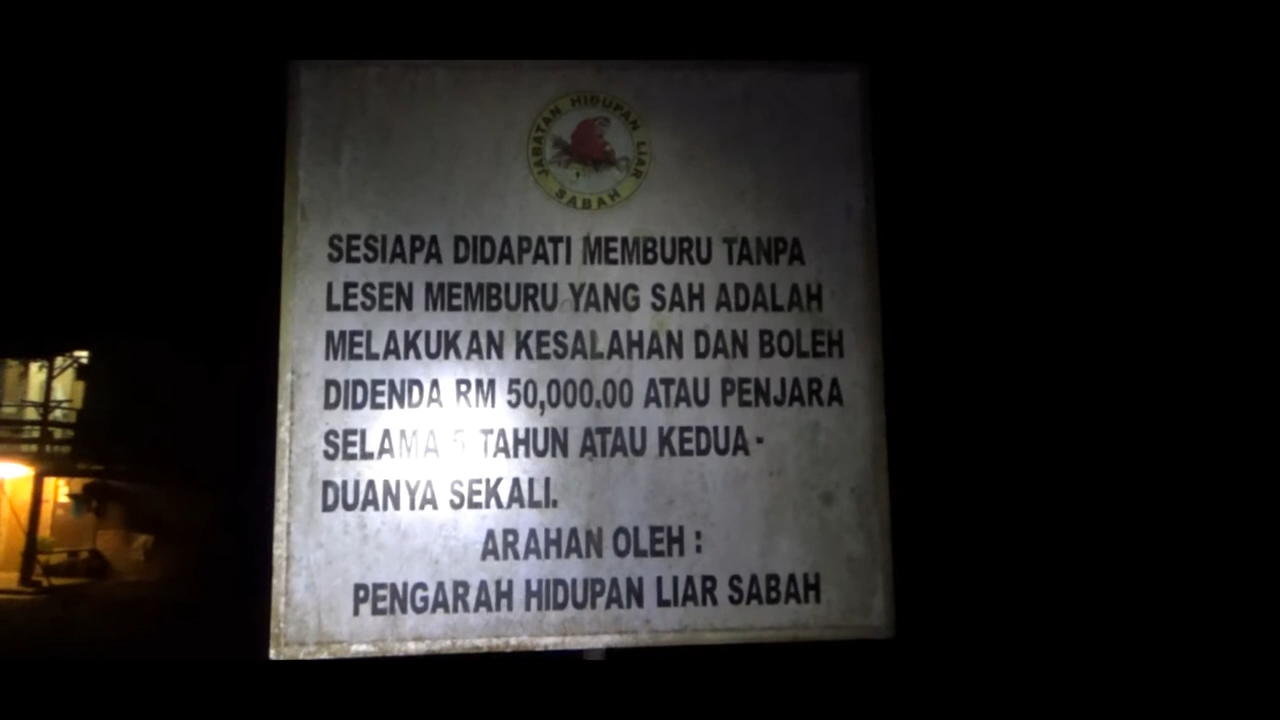 JABATAN HIDUPAN LIAR
SABAH
SESIAPA DIDAPATI MEMBURU TANPA
LESEN MEMBURU YANG SAH ADALAH
MELAKUKAN KESALAHAN DAN BOLEH
DIDENDA RM 50,000.00 ATAU PENJARA
SELAMA 5 TAHUN ATAU KEDUA-
DUANYA SEKALI.
ARAHAN OLEH :
PENGARAH HIDUPAN LIAR SABAH